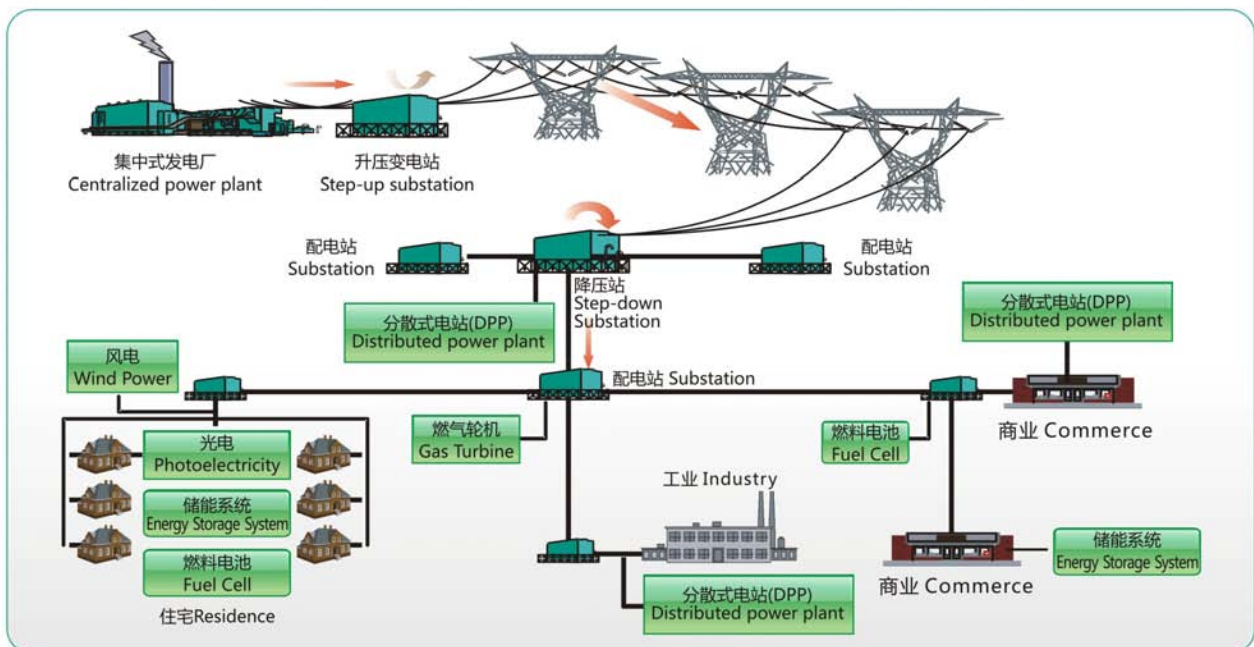 集中式发电厂
Centralized power plant
升压变电站
Step-up substation
配电站
Substation
配电站
Substation
降压站
Step-down
Substation
分散式电站(DPP)
Distributed power plant
分散式电站(DPP)
Distributed power plant
风电
Wind Power
配电站 Substation
光电
Photoelectricity
燃气轮机
Gas Turbine
燃料电池
Fuel Cell
商业 Commerce
储能系统
Energy Storage System
工业 Industry
燃料电池
Fuel Cell
住宅Residence
分散式电站(DPP)
Distributed power plant
商业 Commerce
储能系统
Energy Storage System